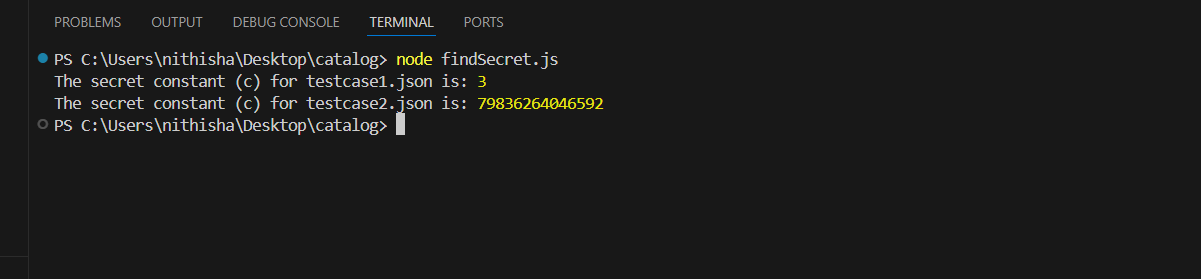 PROBLEMS OUTPUT DEBUG CONSOLE TERMINAL PORTS
PS C:\Users\nithisha\Desktop\catalog> node findSecret.js
The secret constant (c) for testcase1.json is: 3
The secret constant (c) for testcase2.json is: 79836264046592
PS C:\Users\nithisha\Desktop\catalog>